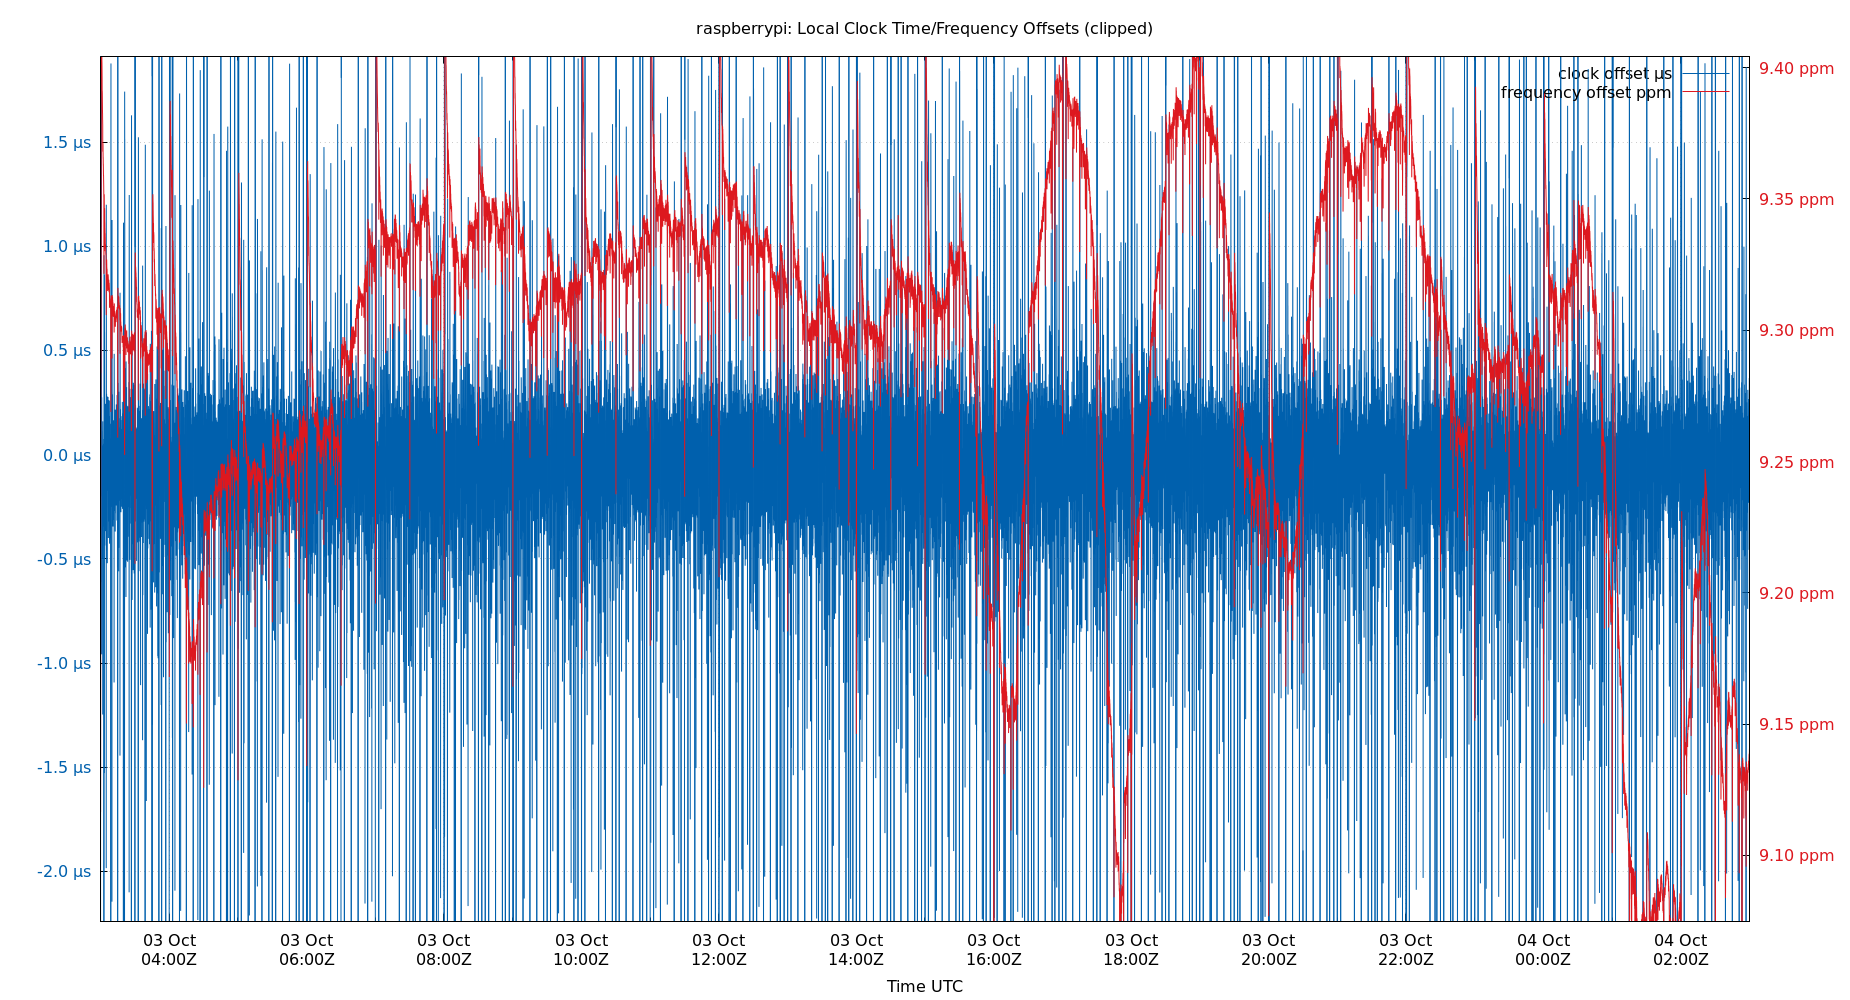 raspberrypi: Local Clock Time/Frequency Offsets (clipped)
clock offset µs
frequency offset ppm
1.5 µs
1.0 µs
0.5 µs
0.0 µs
-0.5 µs
-1.0 µs
-1.5 µs
-2.0 µs
9.40 ppm
9.35 ppm
9.30 ppm
9.25 ppm
9.20 ppm
9.15 ppm
9.10 ppm
03 Oct 03 Oct 03 Oct 03 Oct 03 Oct 03 Oct 03 Oct 03 Oct 03 Oct 03 Oct 04 Oct 04 Oct
04:00Z 06:00Z 08:00Z 10:00Z 12:00Z 14:00Z 16:00Z 18:00Z 20:00Z 22:00Z 00:00Z 02:00Z
Time UTC